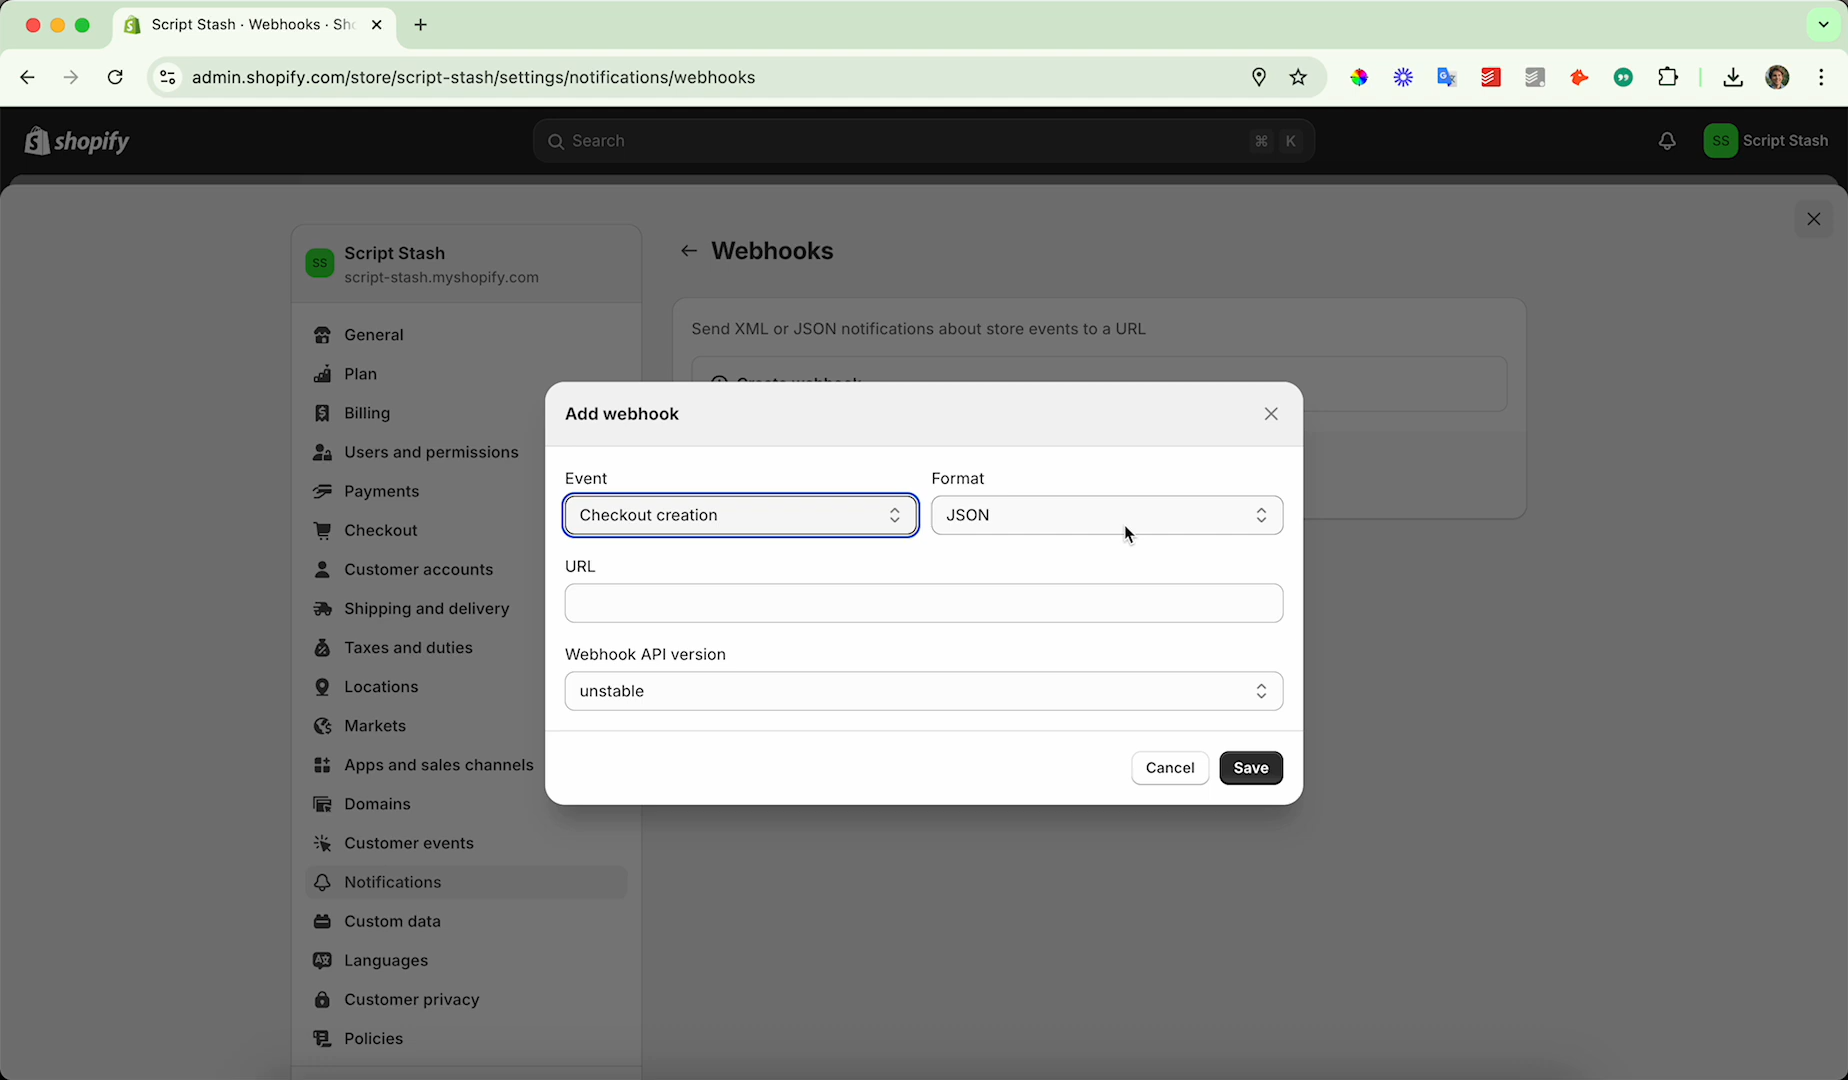 Script Stash · Webhooks · Sho
admin.shopify.com/store/script-stash/settings/notifications/webhooks
shopify
Search
⌘ K
SS Script Stash
SS Script Stash
script-stash.myshopify.com
General
Plan
Billing
Users and permissions
Payments
Checkout
Customer accounts
Shipping and delivery
Taxes and duties
Locations
Markets
Apps and sales channels
Domains
Customer events
Notifications
Custom data
Languages
Customer privacy
Policies
Webhooks
Send XML or JSON notifications about store events to a URL
Create webhook
Add webhook
Event Format
Checkout creation JSON
URL
Webhook API version
unstable
Cancel Save